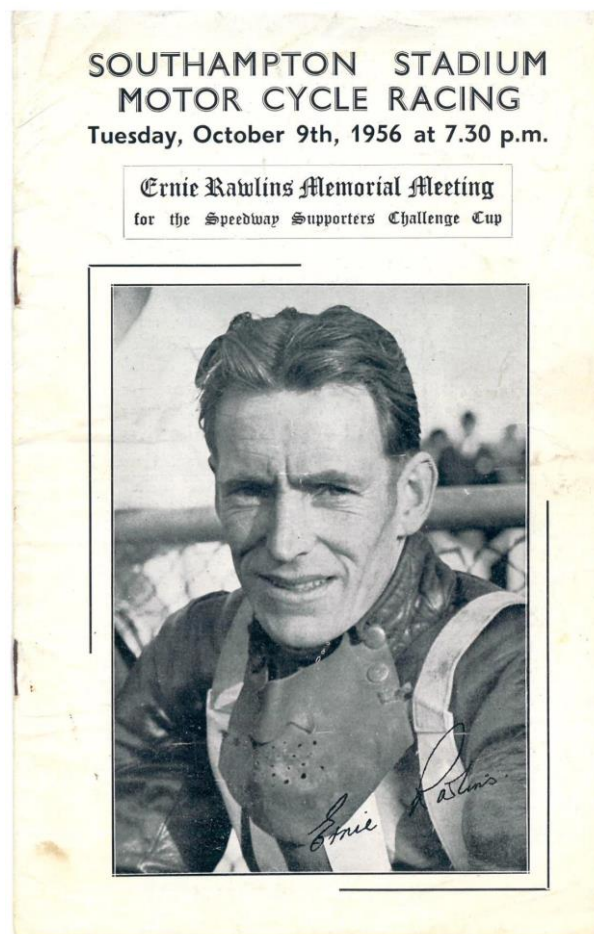 SOUTHAMPTON STADIUM
MOTOR CYCLE RACING
Tuesday, October 9th, 1956 at 7.30 p.m.
Ernie Rawlins Memorial Meeting
for the Speedway Supporters Challenge Cup
Ernie Rawlins.